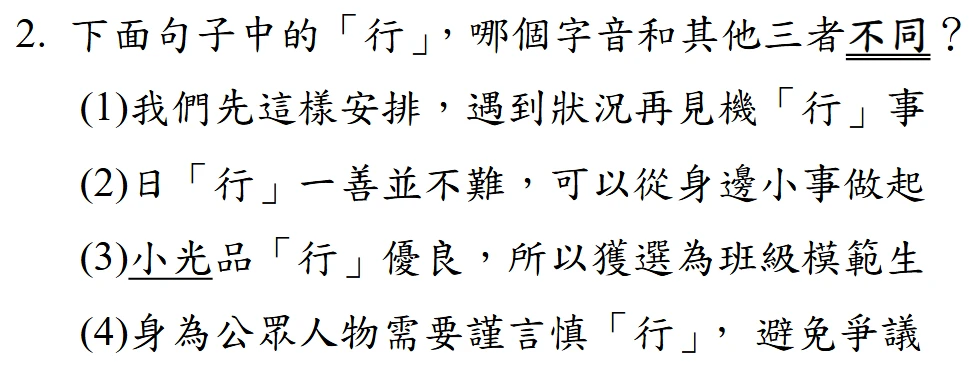 2. 下面句子中的「行」，哪個字音和其他三者不同？
(1)我們先這樣安排，遇到狀況再見機「行」事
(2)日「行」一善並不難，可以從身邊小事做起
(3)小光品「行」優良，所以獲選為班級模範生
(4)身為公眾人物需要謹言慎「行」，避免爭議